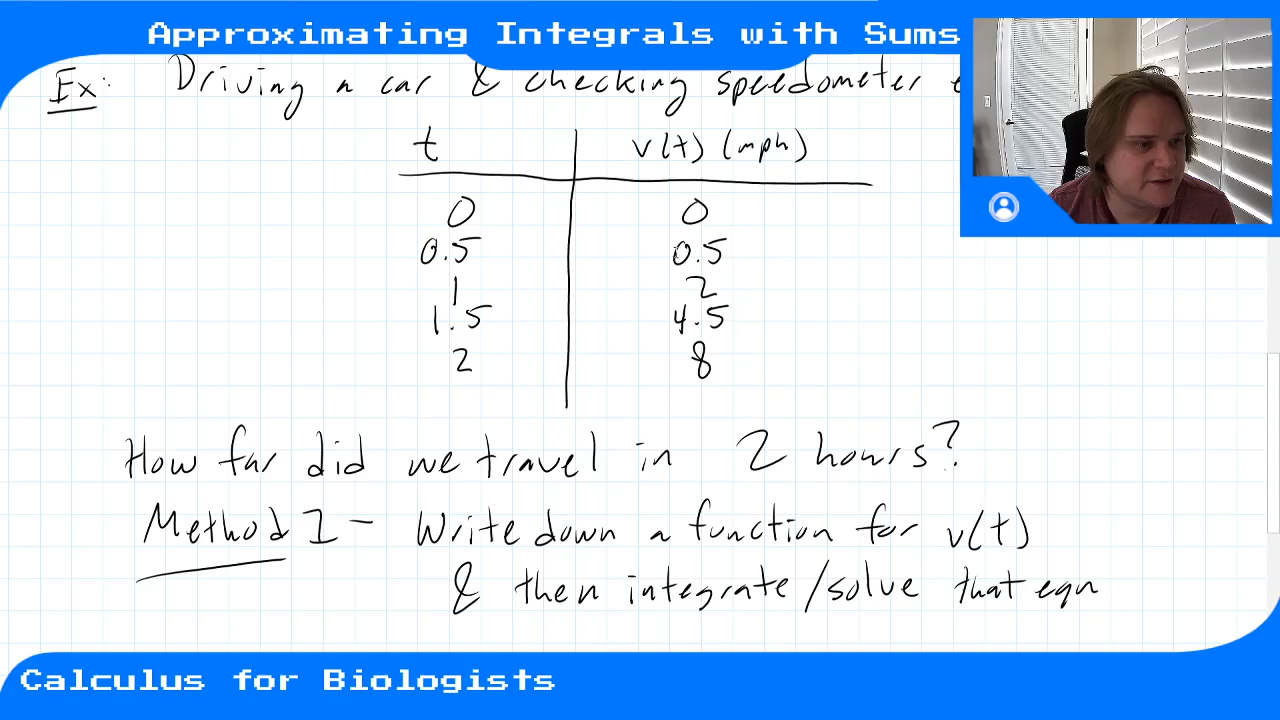 Approximating Integrals with Sums
Ex: Driving a car & checking speedometer
t v(t) (mph)
0 0
0.5 0.5
1 2
1.5 4.5
2 8
How far did we travel in 2 hours?
Method 1 - Write down a function for v(t)
& then integrate/solve that eqn
Calculus for Biologists